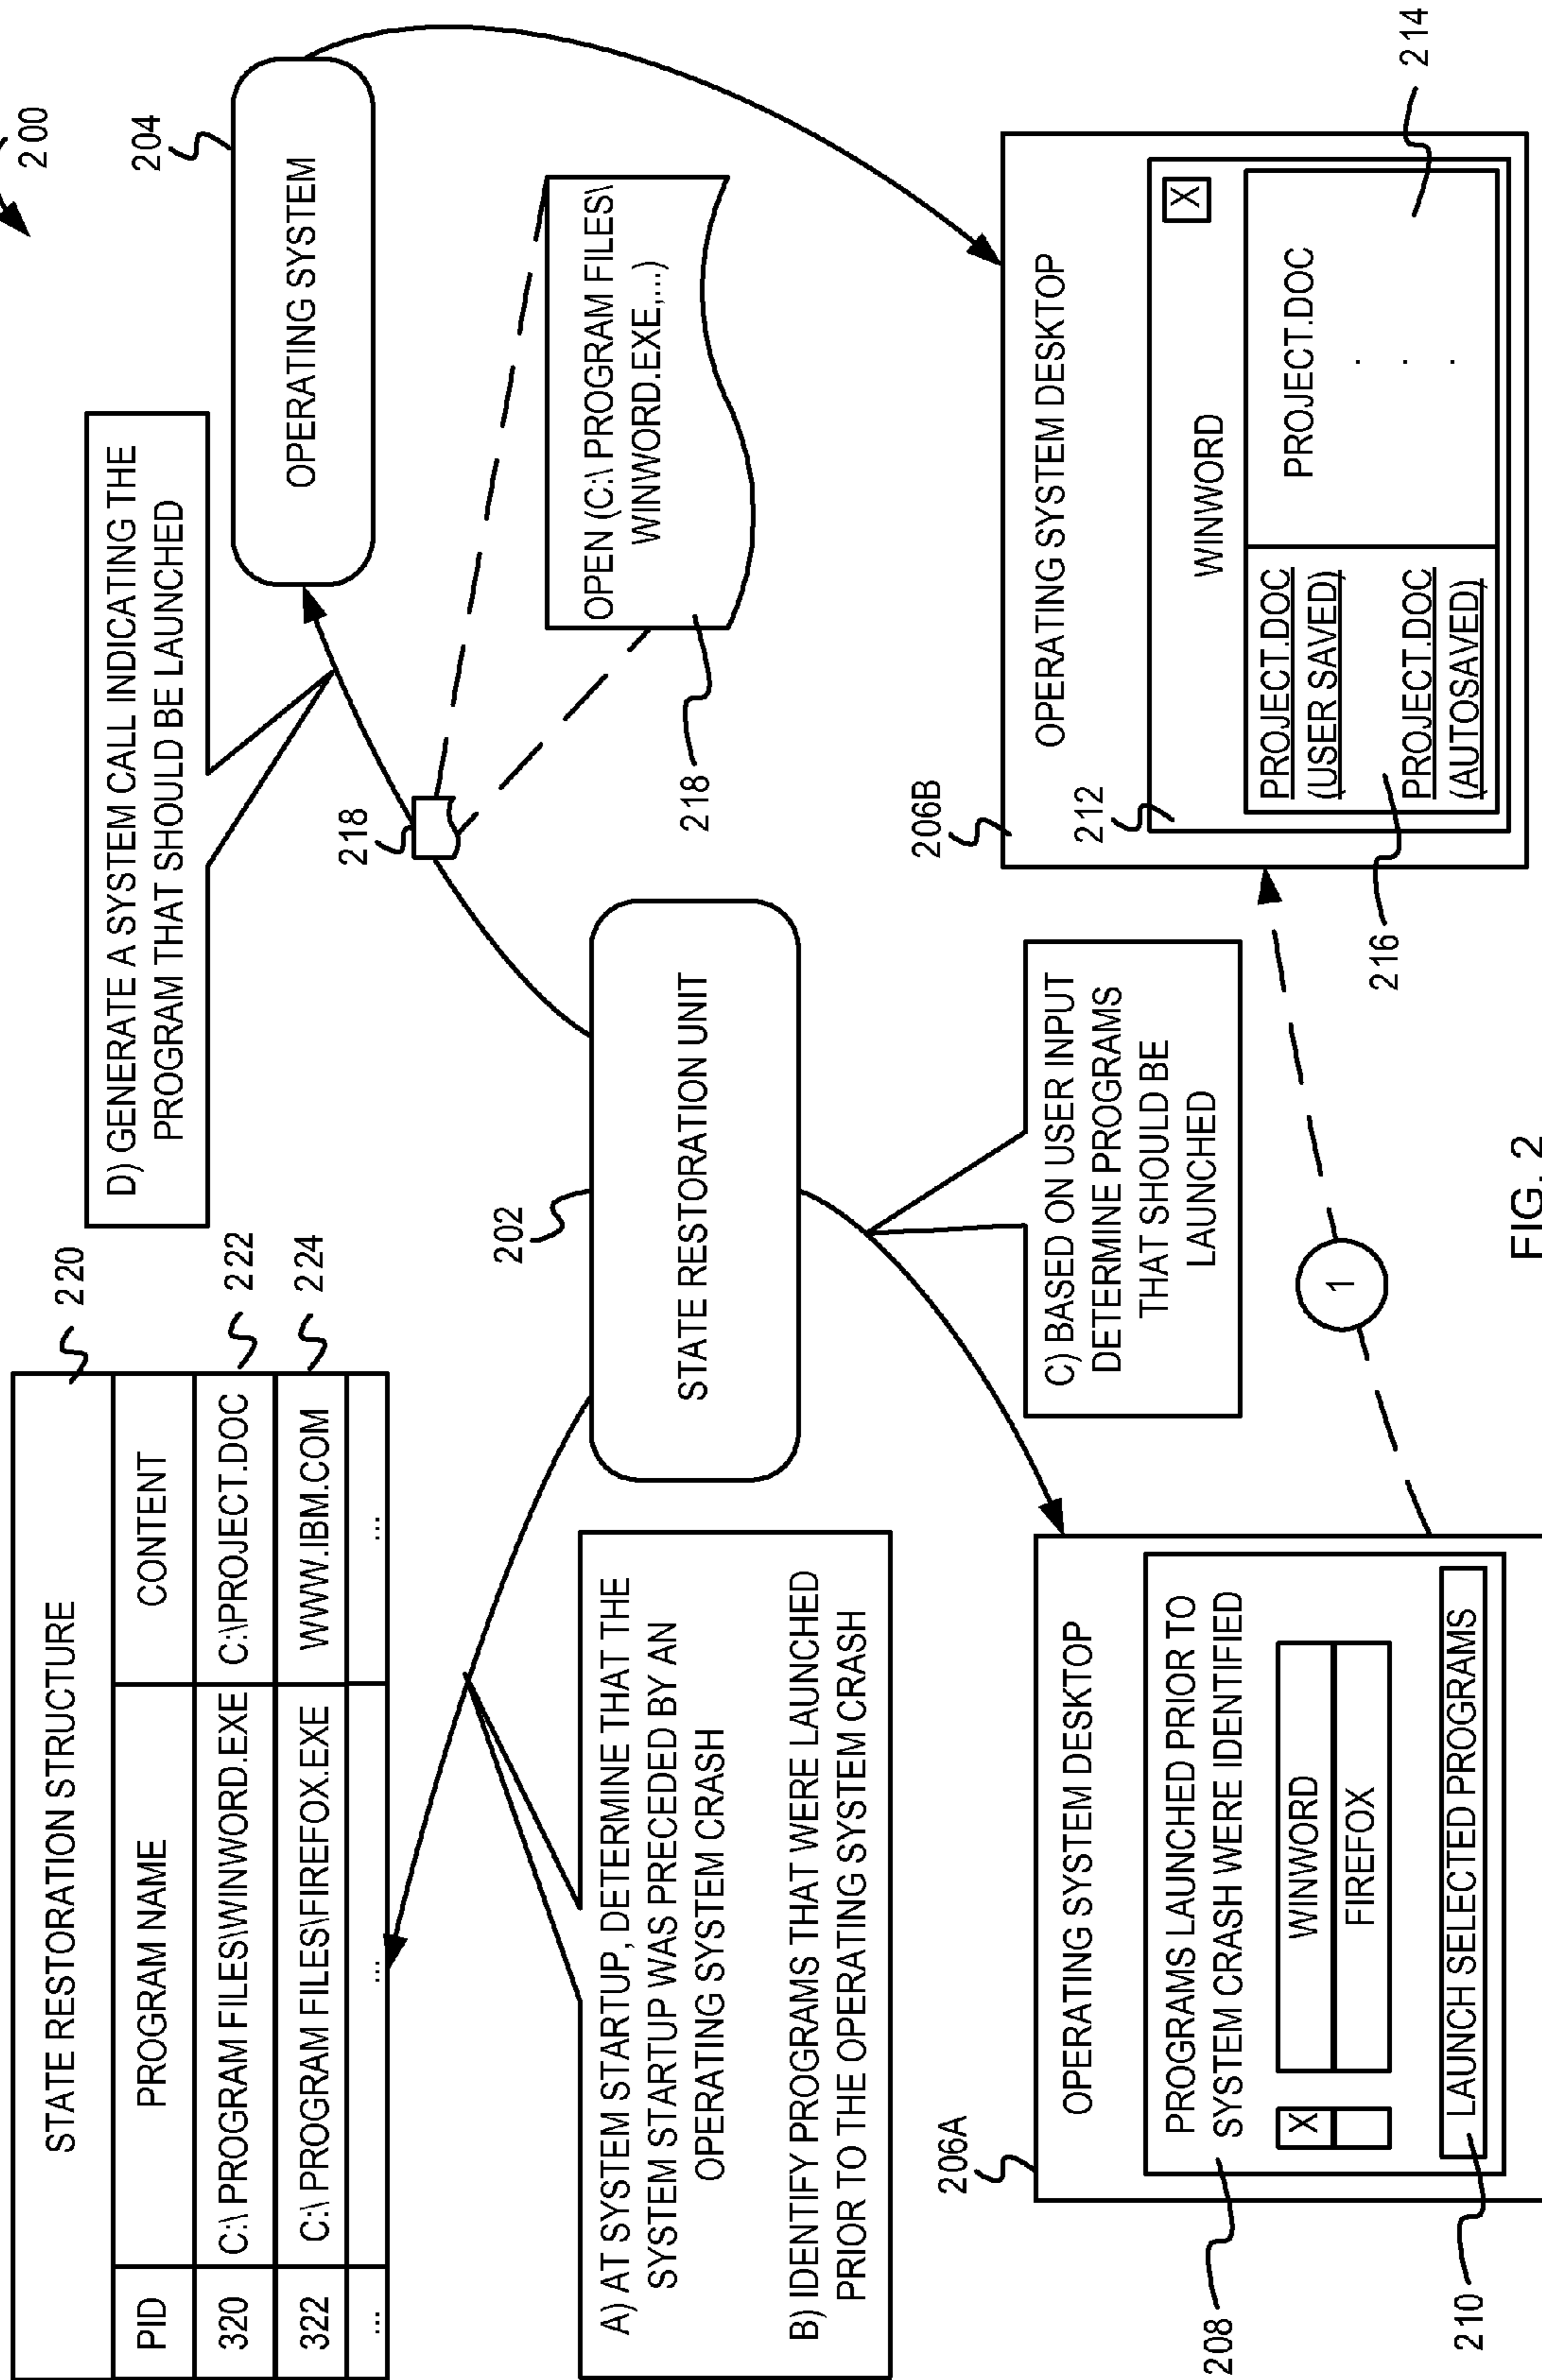 200
STATE RESTORATION STRUCTURE
220
PID PROGRAM NAME CONTENT
320 C:\ PROGRAM FILES\WINWORD.EXE C:\PROJECT.DOC
222
322 C:\ PROGRAM FILES\FIREFOX.EXE WWW.IBM.COM
224
... ... ...
D) GENERATE A SYSTEM CALL INDICATING THE
PROGRAM THAT SHOULD BE LAUNCHED
204
OPERATING SYSTEM
218
A) AT SYSTEM STARTUP, DETERMINE THAT THE
SYSTEM STARTUP WAS PRECEDED BY AN
OPERATING SYSTEM CRASH
B) IDENTIFY PROGRAMS THAT WERE LAUNCHED
PRIOR TO THE OPERATING SYSTEM CRASH
202
STATE RESTORATION UNIT
OPEN (C:\ PROGRAM FILES\
WINWORD.EXE,...)
218
206A
OPERATING SYSTEM DESKTOP
PROGRAMS LAUNCHED PRIOR TO
SYSTEM CRASH WERE IDENTIFIED
208
X WINWORD
FIREFOX
LAUNCH SELECTED PROGRAMS
210
C) BASED ON USER INPUT
DETERMINE PROGRAMS
THAT SHOULD BE
LAUNCHED
1
206B
OPERATING SYSTEM DESKTOP
212
WINWORD X
PROJECT.DOC
(USER SAVED)
PROJECT.DOC
(AUTOSAVED)
PROJECT.DOC
.
.
.
216
214
FIG. 2